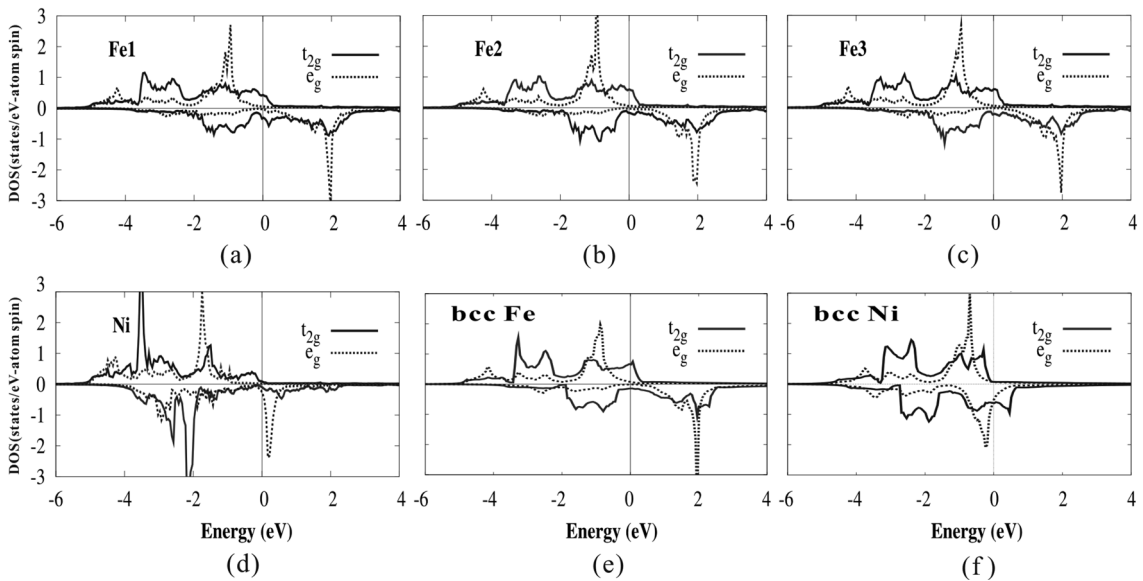 DOS(states/eV-atom spin)
3
2
1
0
-1
-2
-3
Fe1
t2g
eg
-6 -4 -2 0 2 4
(a)
Fe2
t2g
eg
-6 -4 -2 0 2 4
(b)
Fe3
t2g
eg
-6 -4 -2 0 2 4
(c)
DOS(states/eV-atom spin)
3
2
1
0
-1
-2
-3
Ni
t2g
eg
-6 -4 -2 0 2 4
Energy (eV)
(d)
bcc Fe
t2g
eg
-6 -4 -2 0 2 4
Energy (eV)
(e)
bcc Ni
t2g
eg
-6 -4 -2 0 2 4
Energy (eV)
(f)